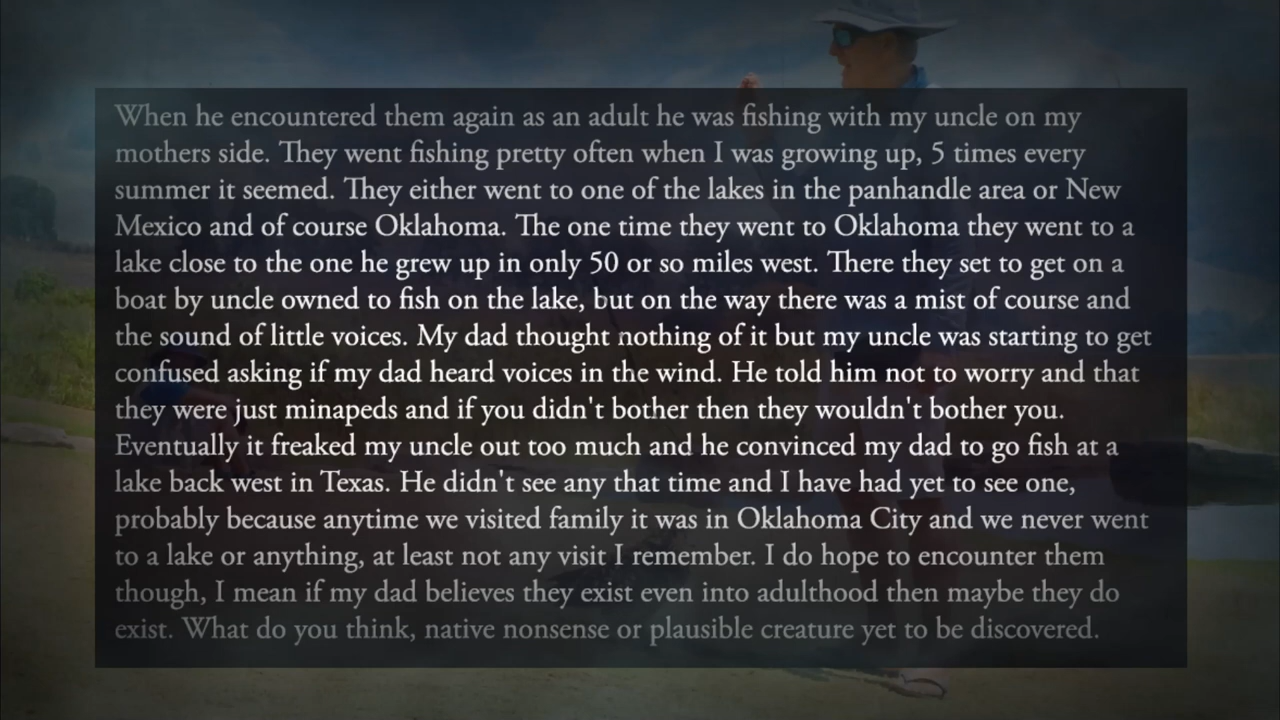 When he encountered them again as an adult he was fishing with my uncle on my
mothers side. They went fishing pretty often when I was growing up, 5 times every
summer it seemed. They either went to one of the lakes in the panhandle area or New
Mexico and of course Oklahoma. The one time they went to Oklahoma they went to a
lake close to the one he grew up in only 50 or so miles west. There they set to get on a
boat by uncle owned to fish on the lake, but on the way there was a mist of course and
the sound of little voices. My dad thought nothing of it but my uncle was starting to get
confused asking if my dad heard voices in the wind. He told him not to worry and that
they were just minapeds and if you didn't bother then they wouldn't bother you.
Eventually it freaked my uncle out too much and he convinced my dad to go fish at a
lake back west in Texas. He didn't see any that time and I have had yet to see one,
probably because anytime we visited family it was in Oklahoma City and we never went
to a lake or anything, at least not any visit I remember. I do hope to encounter them
though, I mean if my dad believes they exist even into adulthood then maybe they do
exist. What do you think, native nonsense or plausible creature yet to be discovered.